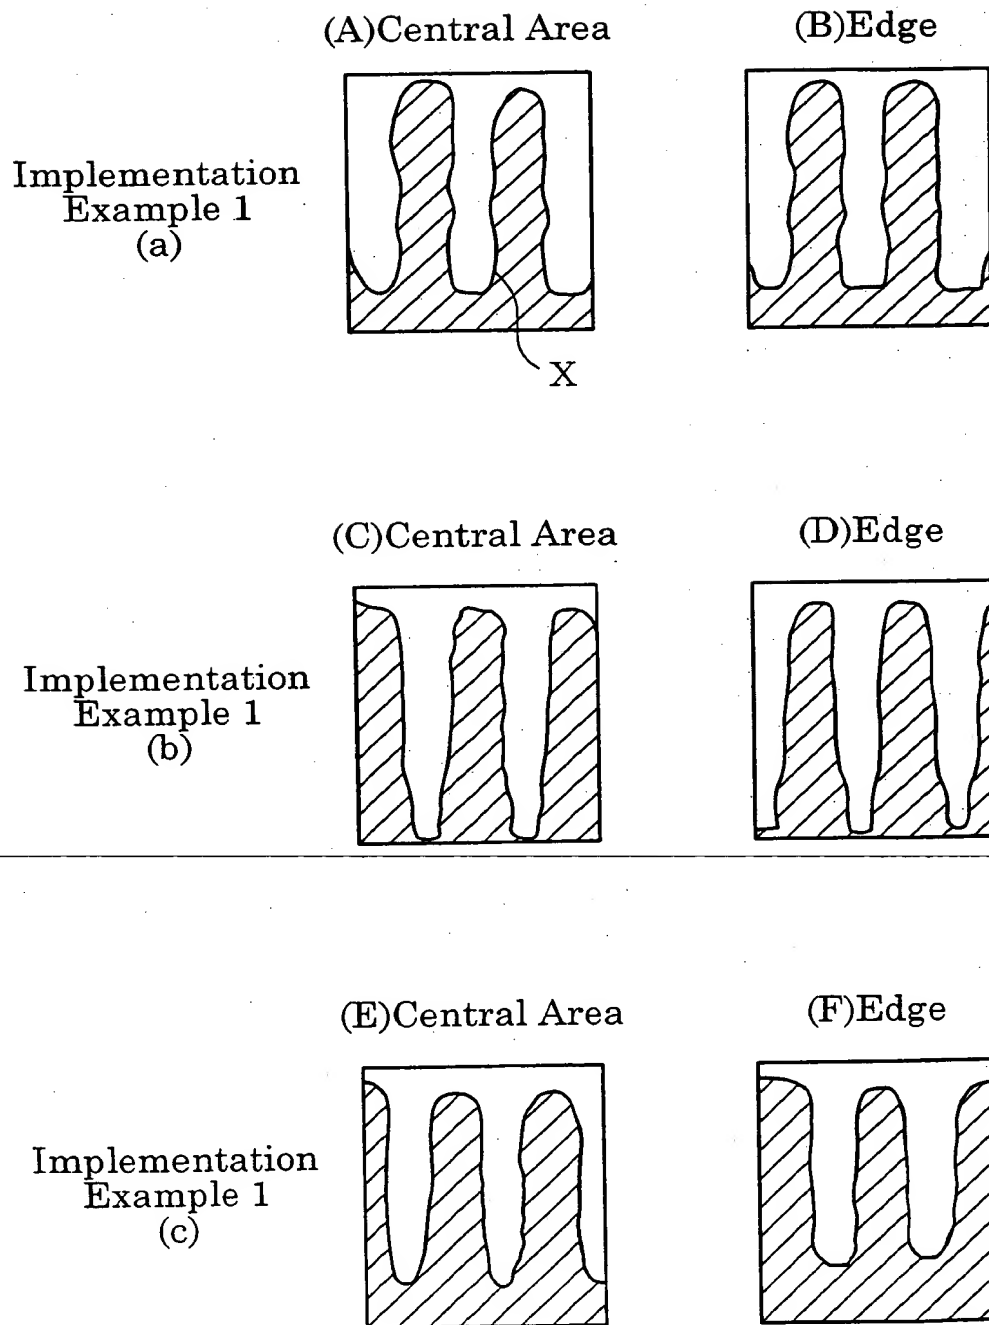 (A)Central Area
(B)Edge
Implementation
Example 1
(a)
X
(C)Central Area
(D)Edge
Implementation
Example 1
(b)
(E)Central Area
(F)Edge
Implementation
Example 1
(c)